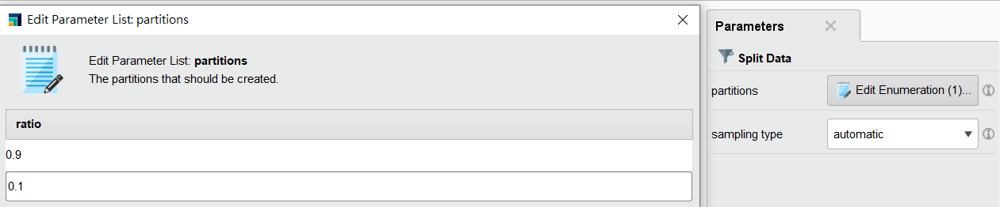 Edit Parameter List: partitions
Edit Parameter List: partitions
The partitions that should be created.
ratio
0.9
0.1
Parameters
Split Data
partitions
Edit Enumeration (1)...
sampling type
automatic